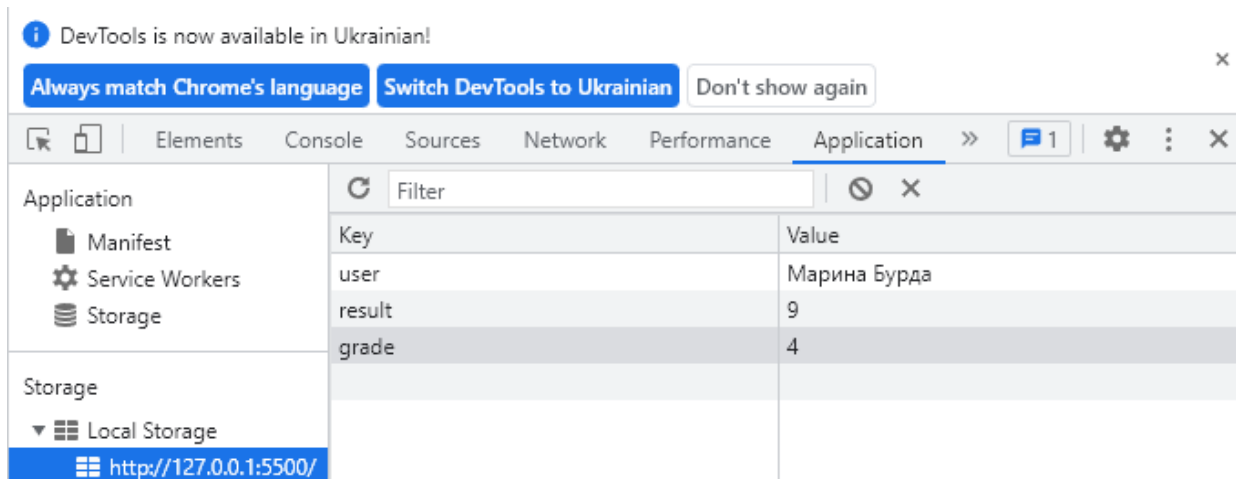 DevTools is now available in Ukrainian!
Always match Chrome's language Switch DevTools to Ukrainian Don't show again
Elements Console Sources Network Performance Application 1
Application
Manifest
Service Workers
Storage
Storage
Local Storage
http://127.0.0.1:5500/
Filter
Key Value
user Марина Бурда
result 9
grade 4